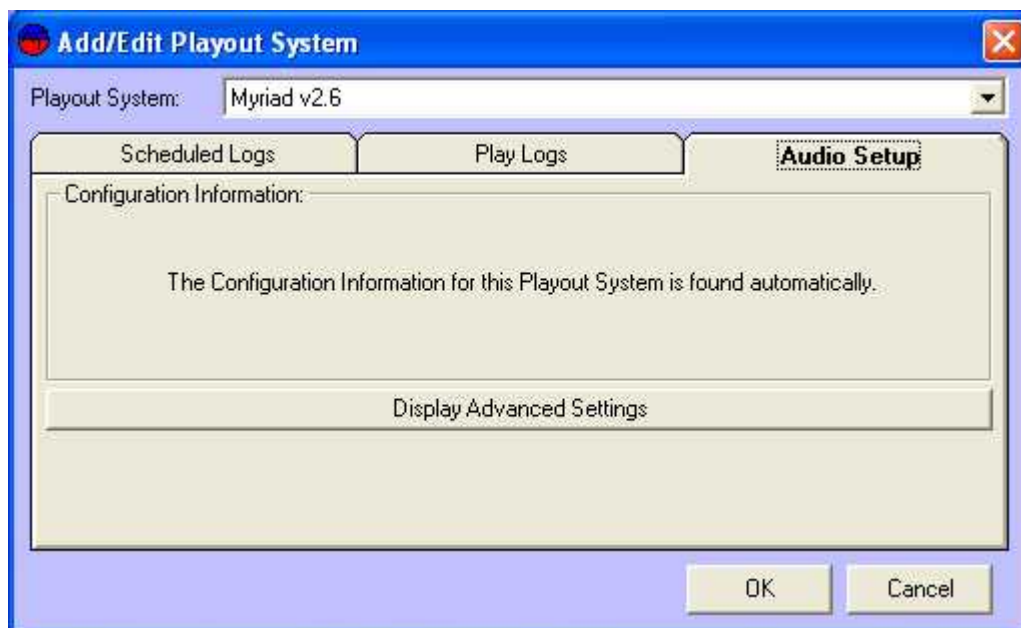 Add/Edit Playout System
Playout System: Myriad v2.6
Scheduled Logs Play Logs Audio Setup
Configuration Information:
The Configuration Information for this Playout System is found automatically.
Display Advanced Settings
OK Cancel